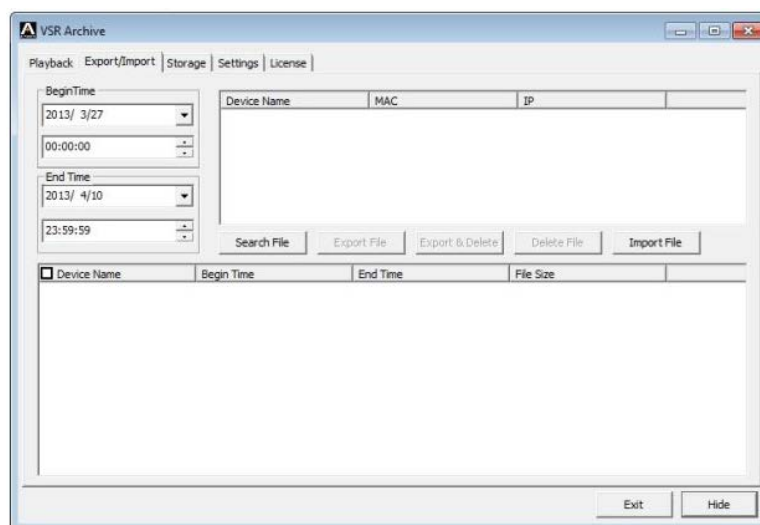 VSR Archive
Playback Export/Import Storage Settings License
BeginTime
2013/ 3/27
00:00:00
End Time
2013/ 4/10
23:59:59
Device Name MAC IP
Search File Export File Export & Delete Delete File Import File
Device Name Begin Time End Time File Size
Exit Hide